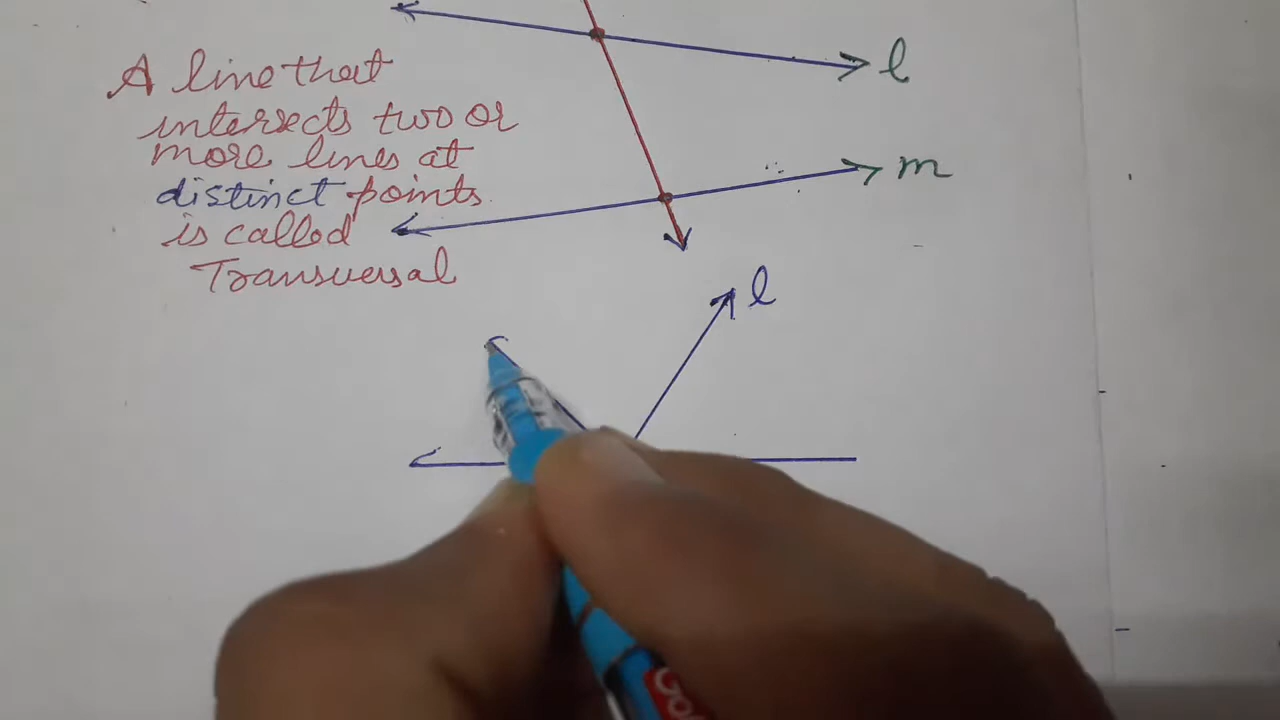 A line that
intersects two or
more lines at
distinct points
is called
Transversal
l
m
l